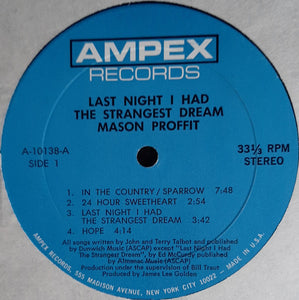 AMPEX
RECORDS
LAST NIGHT I HAD
THE STRANGEST DREAM
MASON PROFFIT
A-10138-A
SIDE 1
33⅓ RPM
STEREO
1. IN THE COUNTRY/SPARROW 7:48
2. 24 HOUR SWEETHEART 2:54
3. LAST NIGHT I HAD
THE STRANGEST DREAM 3:42
4. HOPE 4:14
All songs written by John and Terry Talbot and published
by Dunwich Music (ASCAP) except "Last Night I Had
The Strangest Dream", by Ed McCurdy published by
Almanac Music (ASCAP)
Production under the supervision of Bill Traut
Produced by James Lee Golden
AMPEX RECORDS, 555 MADISON AVENUE, NEW YORK, NEW YORK, CITY 10022 • MADE IN U.S.A.